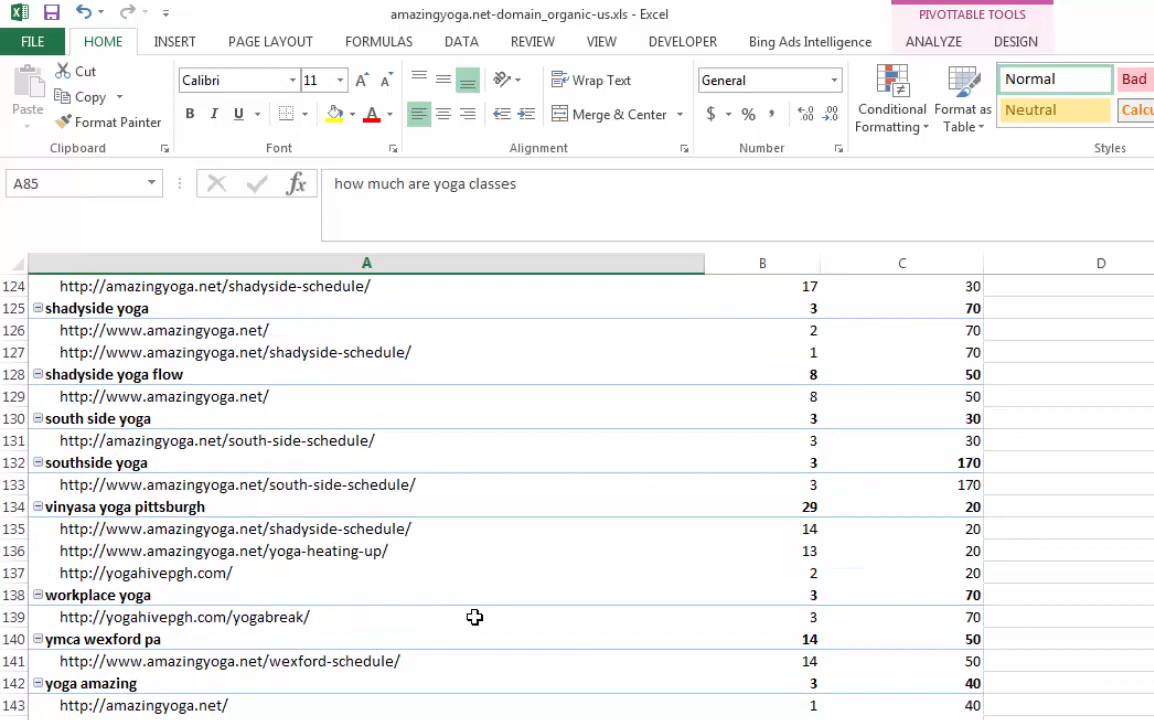 amazingyoga.net-domain_organic-us.xls - Excel
PIVOTTABLE TOOLS
FILE HOME INSERT PAGE LAYOUT FORMULAS DATA REVIEW VIEW DEVELOPER Bing Ads Intelligence ANALYZE DESIGN
Paste
Cut
Copy
Format Painter
Clipboard
Calibri 11
B I U
Font
Wrap Text
Merge & Center
Alignment
General
$ % ,
Number
Conditional Formatting
Format as Table
Normal Bad
Neutral Calcu
Styles
A85 fx how much are yoga classes
A B C D
124 http://amazingyoga.net/shadyside-schedule/ 17 30
125 shadyside yoga 3 70
126 http://www.amazingyoga.net/ 2 70
127 http://www.amazingyoga.net/shadyside-schedule/ 1 70
128 shadyside yoga flow 8 50
129 http://www.amazingyoga.net/ 8 50
130 south side yoga 3 30
131 http://amazingyoga.net/south-side-schedule/ 3 30
132 southside yoga 3 170
133 http://www.amazingyoga.net/south-side-schedule/ 3 170
134 vinyasa yoga pittsburgh 29 20
135 http://www.amazingyoga.net/shadyside-schedule/ 14 20
136 http://www.amazingyoga.net/yoga-heating-up/ 13 20
137 http://yogahivepgh.com/ 2 20
138 workplace yoga 3 70
139 http://yogahivepgh.com/yogabreak/ 3 70
140 ymca wexford pa 14 50
141 http://www.amazingyoga.net/wexford-schedule/ 14 50
142 yoga amazing 3 40
143 http://amazingyoga.net/ 1 40